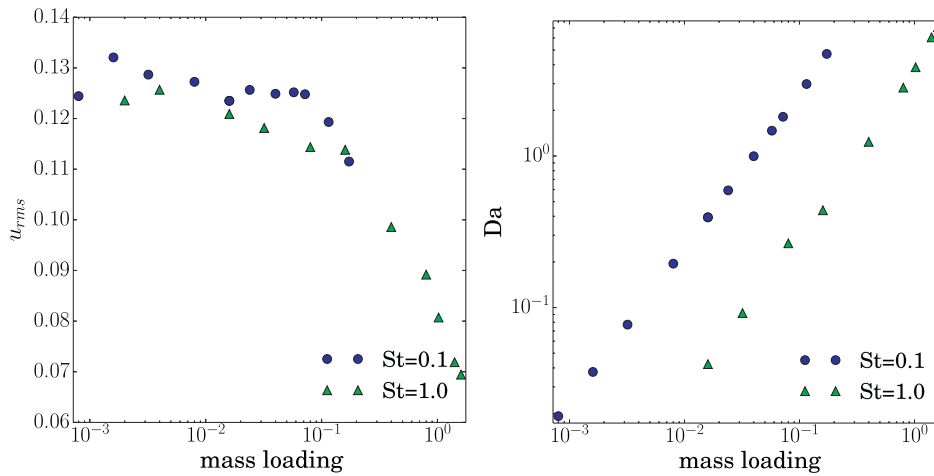 0.14
0.13
0.12
0.11
0.10
0.09
0.08
0.07
0.06
u_{rms}
10^{-3}
10^{-2}
10^{-1}
10^{0}
mass loading
St=0.1
St=1.0
Da
10^{0}
10^{-1}
10^{-3}
10^{-2}
10^{-1}
10^{0}
mass loading
St=0.1
St=1.0